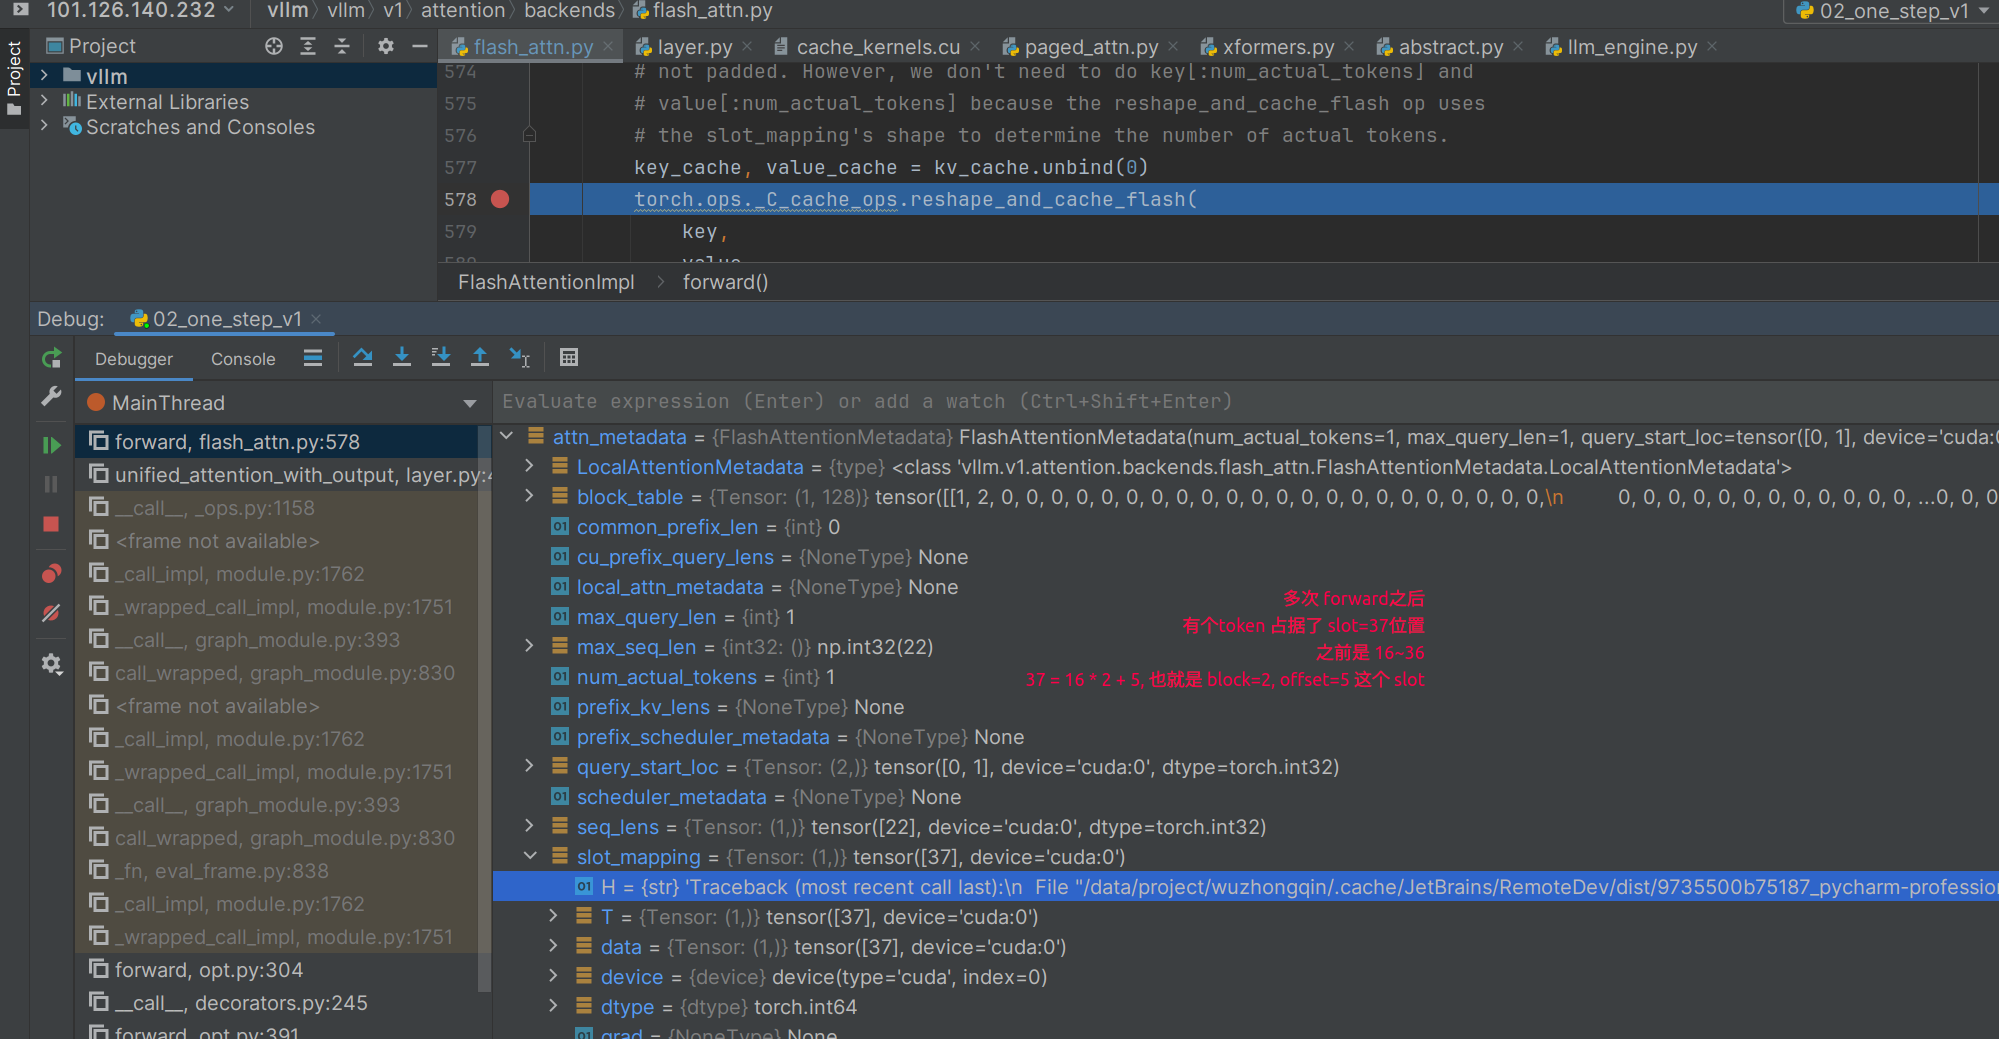 101.126.140.232
vllm vllm v1 attention backends flash_attn.py
02_one_step_v1
Project
Project
flash_attn.py layer.py cache_kernels.cu paged_attn.py xformers.py abstract.py llm_engine.py
vllm
External Libraries
Scratches and Consoles
574 # not padded. However, we don't need to do key[:num_actual_tokens] and
575 # value[:num_actual_tokens] because the reshape_and_cache_flash op uses
576 # the slot_mapping's shape to determine the number of actual tokens.
577 key_cache, value_cache = kv_cache.unbind(0)
578 torch.ops._C_cache_ops.reshape_and_cache_flash(
579 key,
580 value
FlashAttentionImpl forward()
Debug: 02_one_step_v1
Debugger Console
MainThread
Evaluate expression (Enter) or add a watch (Ctrl+Shift+Enter)
forward, flash_attn.py:578
unified_attention_with_output, layer.py:4
__call__, _ops.py:1158
<frame not available>
_call_impl, module.py:1762
_wrapped_call_impl, module.py:1751
__call__, graph_module.py:393
call_wrapped, graph_module.py:830
<frame not available>
_call_impl, module.py:1762
_wrapped_call_impl, module.py:1751
__call__, graph_module.py:393
call_wrapped, graph_module.py:830
_fn, eval_frame.py:838
_call_impl, module.py:1762
_wrapped_call_impl, module.py:1751
forward, opt.py:304
__call__, decorators.py:245
forward, opt.py:391
attn_metadata = {FlashAttentionMetadata} FlashAttentionMetadata(num_actual_tokens=1, max_query_len=1, query_start_loc=tensor([0, 1], device='cuda:0
LocalAttentionMetadata = {type} <class 'vllm.v1.attention.backends.flash_attn.FlashAttentionMetadata.LocalAttentionMetadata'>
block_table = {Tensor: (1, 128)} tensor([[1, 2, 0, 0, 0, 0, 0, 0, 0, 0, 0, 0, 0, 0, 0, 0, 0, 0, 0, 0, 0, 0, 0, 0,\n 0, 0, 0, 0, 0, 0, 0, 0, 0, 0, 0, 0, ...0, 0, 0
common_prefix_len = {int} 0
cu_prefix_query_lens = {NoneType} None
local_attn_metadata = {NoneType} None
max_query_len = {int} 1
max_seq_len = {int32: ()} np.int32(22)
num_actual_tokens = {int} 1
prefix_kv_lens = {NoneType} None
prefix_scheduler_metadata = {NoneType} None
query_start_loc = {Tensor: (2,)} tensor([0, 1], device='cuda:0', dtype=torch.int32)
scheduler_metadata = {NoneType} None
seq_lens = {Tensor: (1,)} tensor([22], device='cuda:0', dtype=torch.int32)
slot_mapping = {Tensor: (1,)} tensor([37], device='cuda:0')
H = {str} 'Traceback (most recent call last):\n File "/data/project/wuzhongqin/.cache/JetBrains/RemoteDev/dist/9735500b75187_pycharm-profession
T = {Tensor: (1,)} tensor([37], device='cuda:0')
data = {Tensor: (1,)} tensor([37], device='cuda:0')
device = {device} device(type='cuda', index=0)
dtype = {dtype} torch.int64
grad = {NoneType} None
多次 forward之后
有个token 占据了 slot=37位置
之前是 16~36
37 = 16 * 2 + 5, 也就是 block=2, offset=5 这个 slot